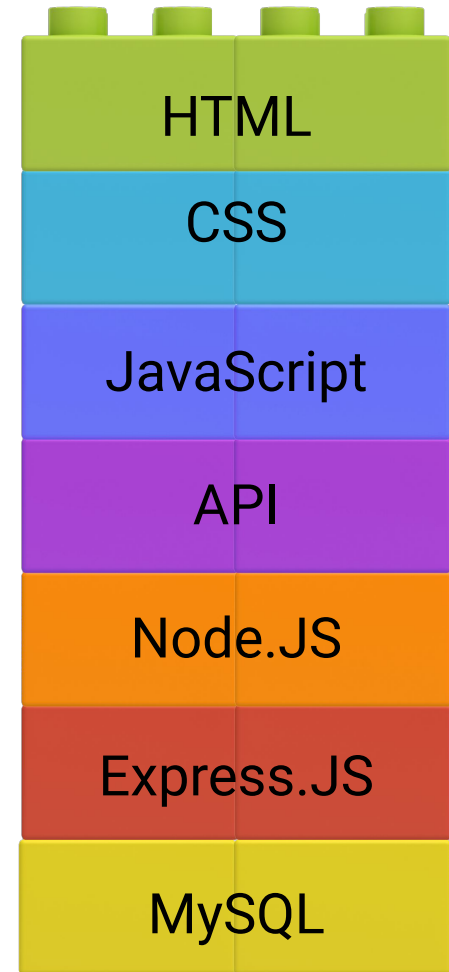 HTML
CSS
JavaScript
API
Node.JS
Express.JS
MySQL